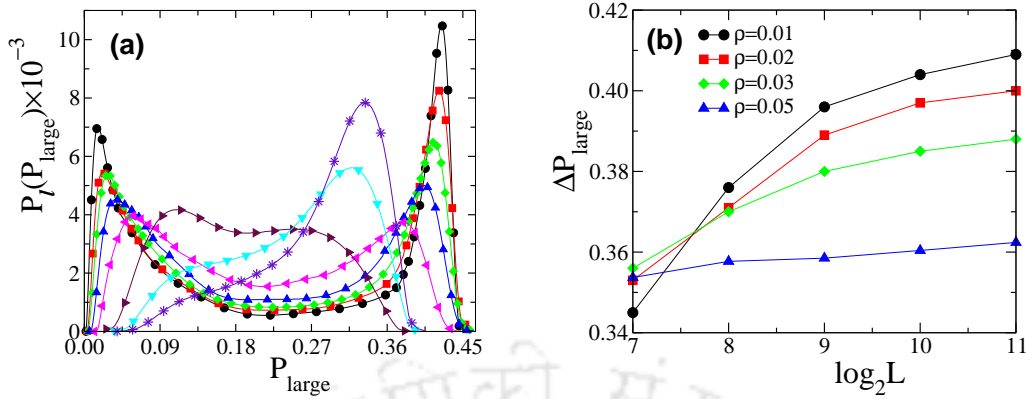 (a)
P_l(P_large)×10^-3
10
8
6
4
2
0
0.00 0.09 0.18 0.27 0.36 0.45
P_large
(b)
ρ=0.01
ρ=0.02
ρ=0.03
ρ=0.05
ΔP_large
0.42
0.40
0.38
0.36
0.34
7 8 9 10 11
log_2L